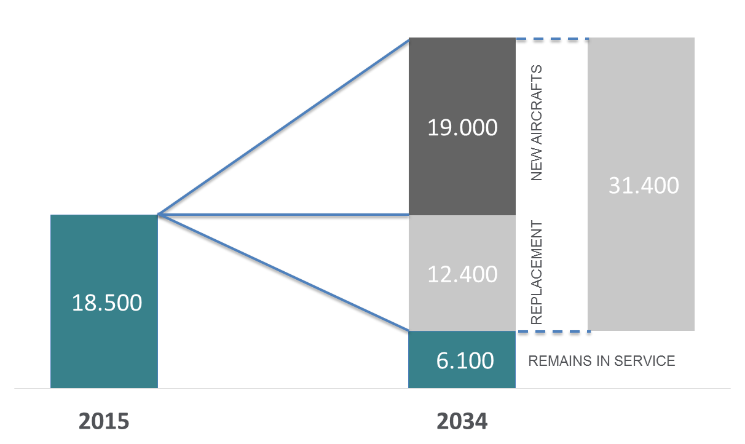 19.000
NEW AIRCRAFTS
31.400
18.500
12.400
REPLACEMENT
6.100
REMAINS IN SERVICE
2015
2034